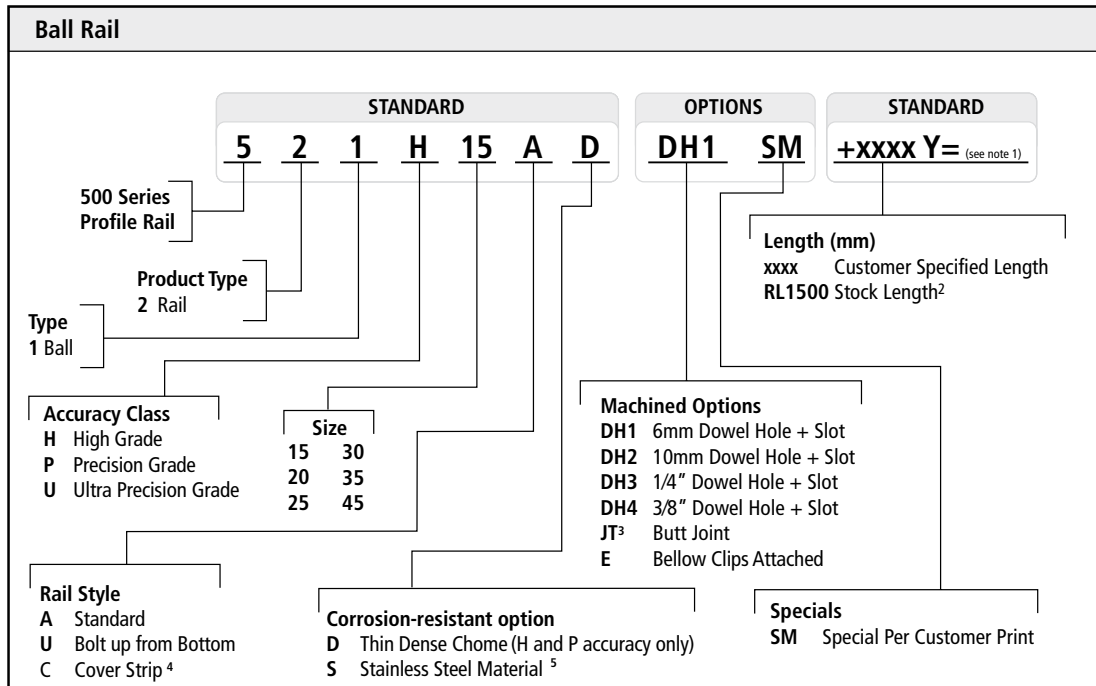 Ball Rail
STANDARD
OPTIONS
STANDARD
5 2 1 H 15 A D
DH1 SM
+xxxx Y= (see note 1)
500 Series
Profile Rail
Product Type
2 Rail
Type
1 Ball
Length (mm)
xxxx Customer Specified Length
RL1500 Stock Length2
Accuracy Class
H High Grade
P Precision Grade
U Ultra Precision Grade
Size
15 30
20 35
25 45
Machined Options
DH1 6mm Dowel Hole + Slot
DH2 10mm Dowel Hole + Slot
DH3 1/4" Dowel Hole + Slot
DH4 3/8" Dowel Hole + Slot
JT3 Butt Joint
E Bellow Clips Attached
Rail Style
A Standard
U Bolt up from Bottom
C Cover Strip 4
Corrosion-resistant option
D Thin Dense Chome (H and P accuracy only)
S Stainless Steel Material 5
Specials
SM Special Per Customer Print